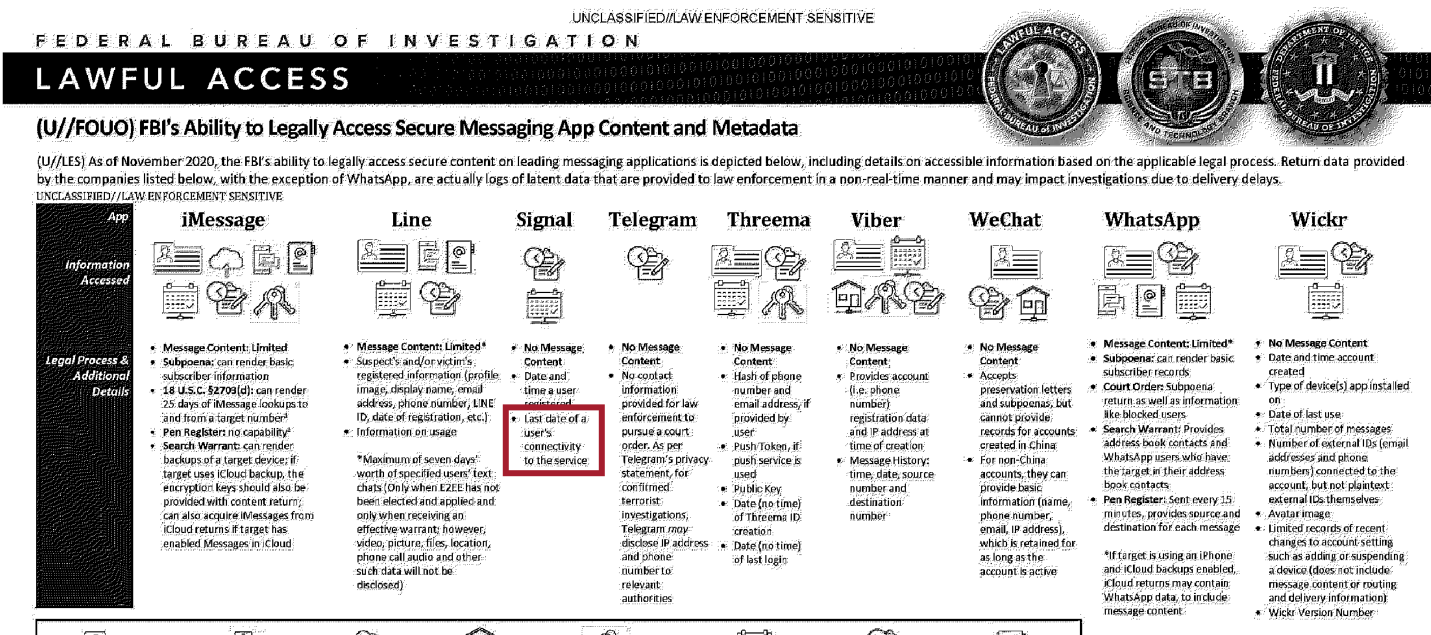 UNCLASSIFIED//LAW ENFORCEMENT SENSITIVE
FEDERAL BUREAU OF INVESTIGATION
LAWFUL ACCESS
(U//FOUO) FBI's Ability to Legally Access Secure Messaging App Content and Metadata
(U//LES) As of November 2020, the FBI's ability to legally access secure content on leading messaging applications is depicted below, including details on accessible information based on the applicable legal process. Return data provided
by the companies listed below, with the exception of WhatsApp, are actually logs of latent data that are provided to law enforcement in a non-real-time manner and may impact investigations due to delivery delays.
UNCLASSIFIED//LAW ENFORCEMENT SENSITIVE
App
Information
Accessed
Legal Process &
Additional
Details
iMessage
• Message Content: Limited
• Subpoena: can render basic
subscriber information
• 18 U.S.C. §2703(d): can render
25 days of iMessage lookups to
and from a target number
• Pen Register: no capability
• Search Warrant: can render
backups of a target device; if
target uses iCloud backup, the
encryption keys should also be
provided with content return;
can also acquire iMessages from
iCloud returns if target has
enabled Messages in iCloud
Line
• Message Content: Limited*
• Suspect's and/or victim's
registered information (profile
image, display name, email
address, phone number, LINE
ID, date of registration, etc.)
• Information on usage
*Maximum of seven days'
worth of specified users' text
chats (Only when E2EE has not
been elected and applied and
only when receiving an
effective warrant; however,
video, picture, files, location,
phone call audio and other
such data will not be
disclosed)
Signal
• No Message
Content
• Date and
time a user
registered
• Last date of a
user's
connectivity
to the service
Telegram
• No Message
Content
• No contact
information
provided for law
enforcement to
pursue a court
order. As per
Telegram's privacy
statement, for
confirmed
terrorist
investigations,
Telegram may
disclose IP address
and phone
number to
relevant
authorities
Threema
• No Message
Content
• Hash of phone
number and
email address, if
provided by
user
• Push Token, if
push service is
used
• Public Key
• Date (no time)
of Threema ID
creation
• Date (no time)
of last login
Viber
• No Message
Content
• Provides account
(i.e. phone
number)
registration data
and IP address at
time of creation
• Message History:
time, date, source
number and
destination
number
WeChat
• No Message
Content
• Accepts
preservation letters
and subpoenas, but
cannot provide
records for accounts
created in China
• For non-China
accounts, they can
provide basic
information (name,
phone number,
email, IP address),
which is retained for
as long as the
account is active
WhatsApp
• Message Content: Limited*
• Subpoena: can render basic
subscriber records
• Court Order: Subpoena
return as well as information
like blocked users
• Search Warrant: Provides
address book contacts and
WhatsApp users who have
the target in their address
book contacts
• Pen Register: Sent every 15
minutes, provides source and
destination for each message
*If target is using an iPhone
and iCloud backups enabled,
iCloud returns may contain
WhatsApp data, to include
message content
Wickr
• No Message Content
• Date and time account
created
• Type of device(s) app installed
on
• Date of last use
• Total number of messages
• Number of external IDs (email
addresses and phone
numbers) connected to the
account, but not plaintext
external IDs themselves
• Avatar image
• Limited records of recent
changes to account setting
such as adding or suspending
a device (does not include
message content or routing
and delivery information)
• Wickr Version Number
LAWFUL ACCESS
FEDERAL BUREAU of INVESTIGATION
STB
DEPARTMENT OF JUSTICE